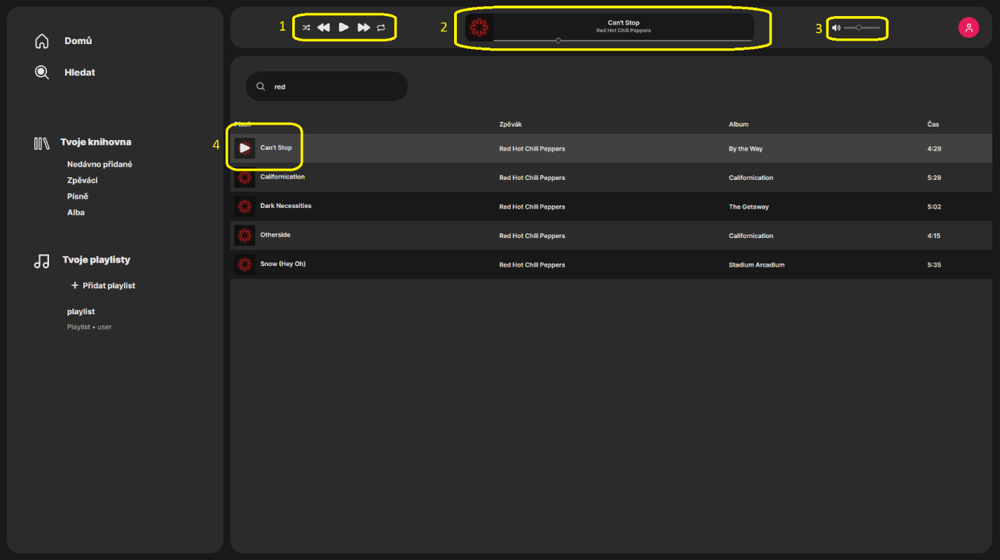 Domů
Hledat
Tvoje knihovna
Nedávno přidané
Zpěváci
Písně
Alba
Tvoje playlisty
+ Přidat playlist
playlist
Playlist • user
1
2
Can't Stop
Red Hot Chili Peppers
3
red
Píseň Zpěvák Album Čas
4
Can't Stop Red Hot Chili Peppers By the Way 4:29
Californication Red Hot Chili Peppers Californication 5:29
Dark Necessities Red Hot Chili Peppers The Getaway 5:02
Otherside Red Hot Chili Peppers Californication 4:15
Snow (Hey Oh) Red Hot Chili Peppers Stadium Arcadium 5:35